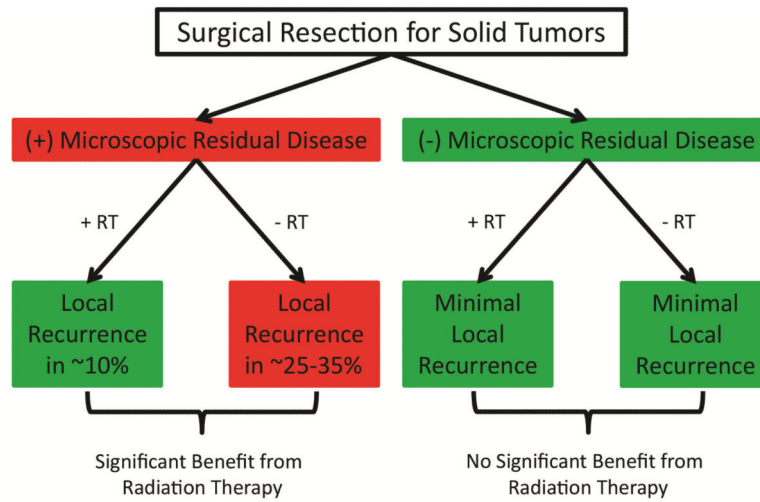 Surgical Resection for Solid Tumors
(+) Microscopic Residual Disease
(-) Microscopic Residual Disease
+ RT
- RT
+ RT
- RT
Local
Recurrence
in ~10%
Local
Recurrence
in ~25-35%
Minimal
Local
Recurrence
Minimal
Local
Recurrence
Significant Benefit from
Radiation Therapy
No Significant Benefit from
Radiation Therapy